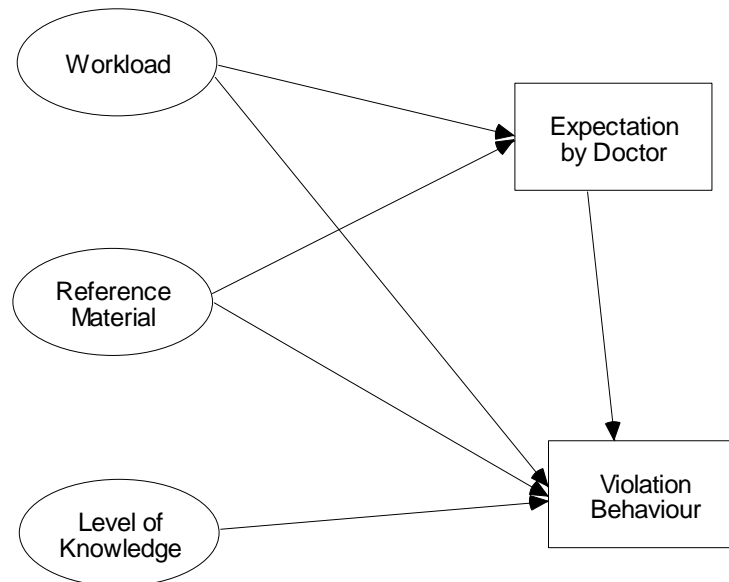 Workload
Expectation
by Doctor
Reference
Material
Violation
Behaviour
Level of
Knowledge